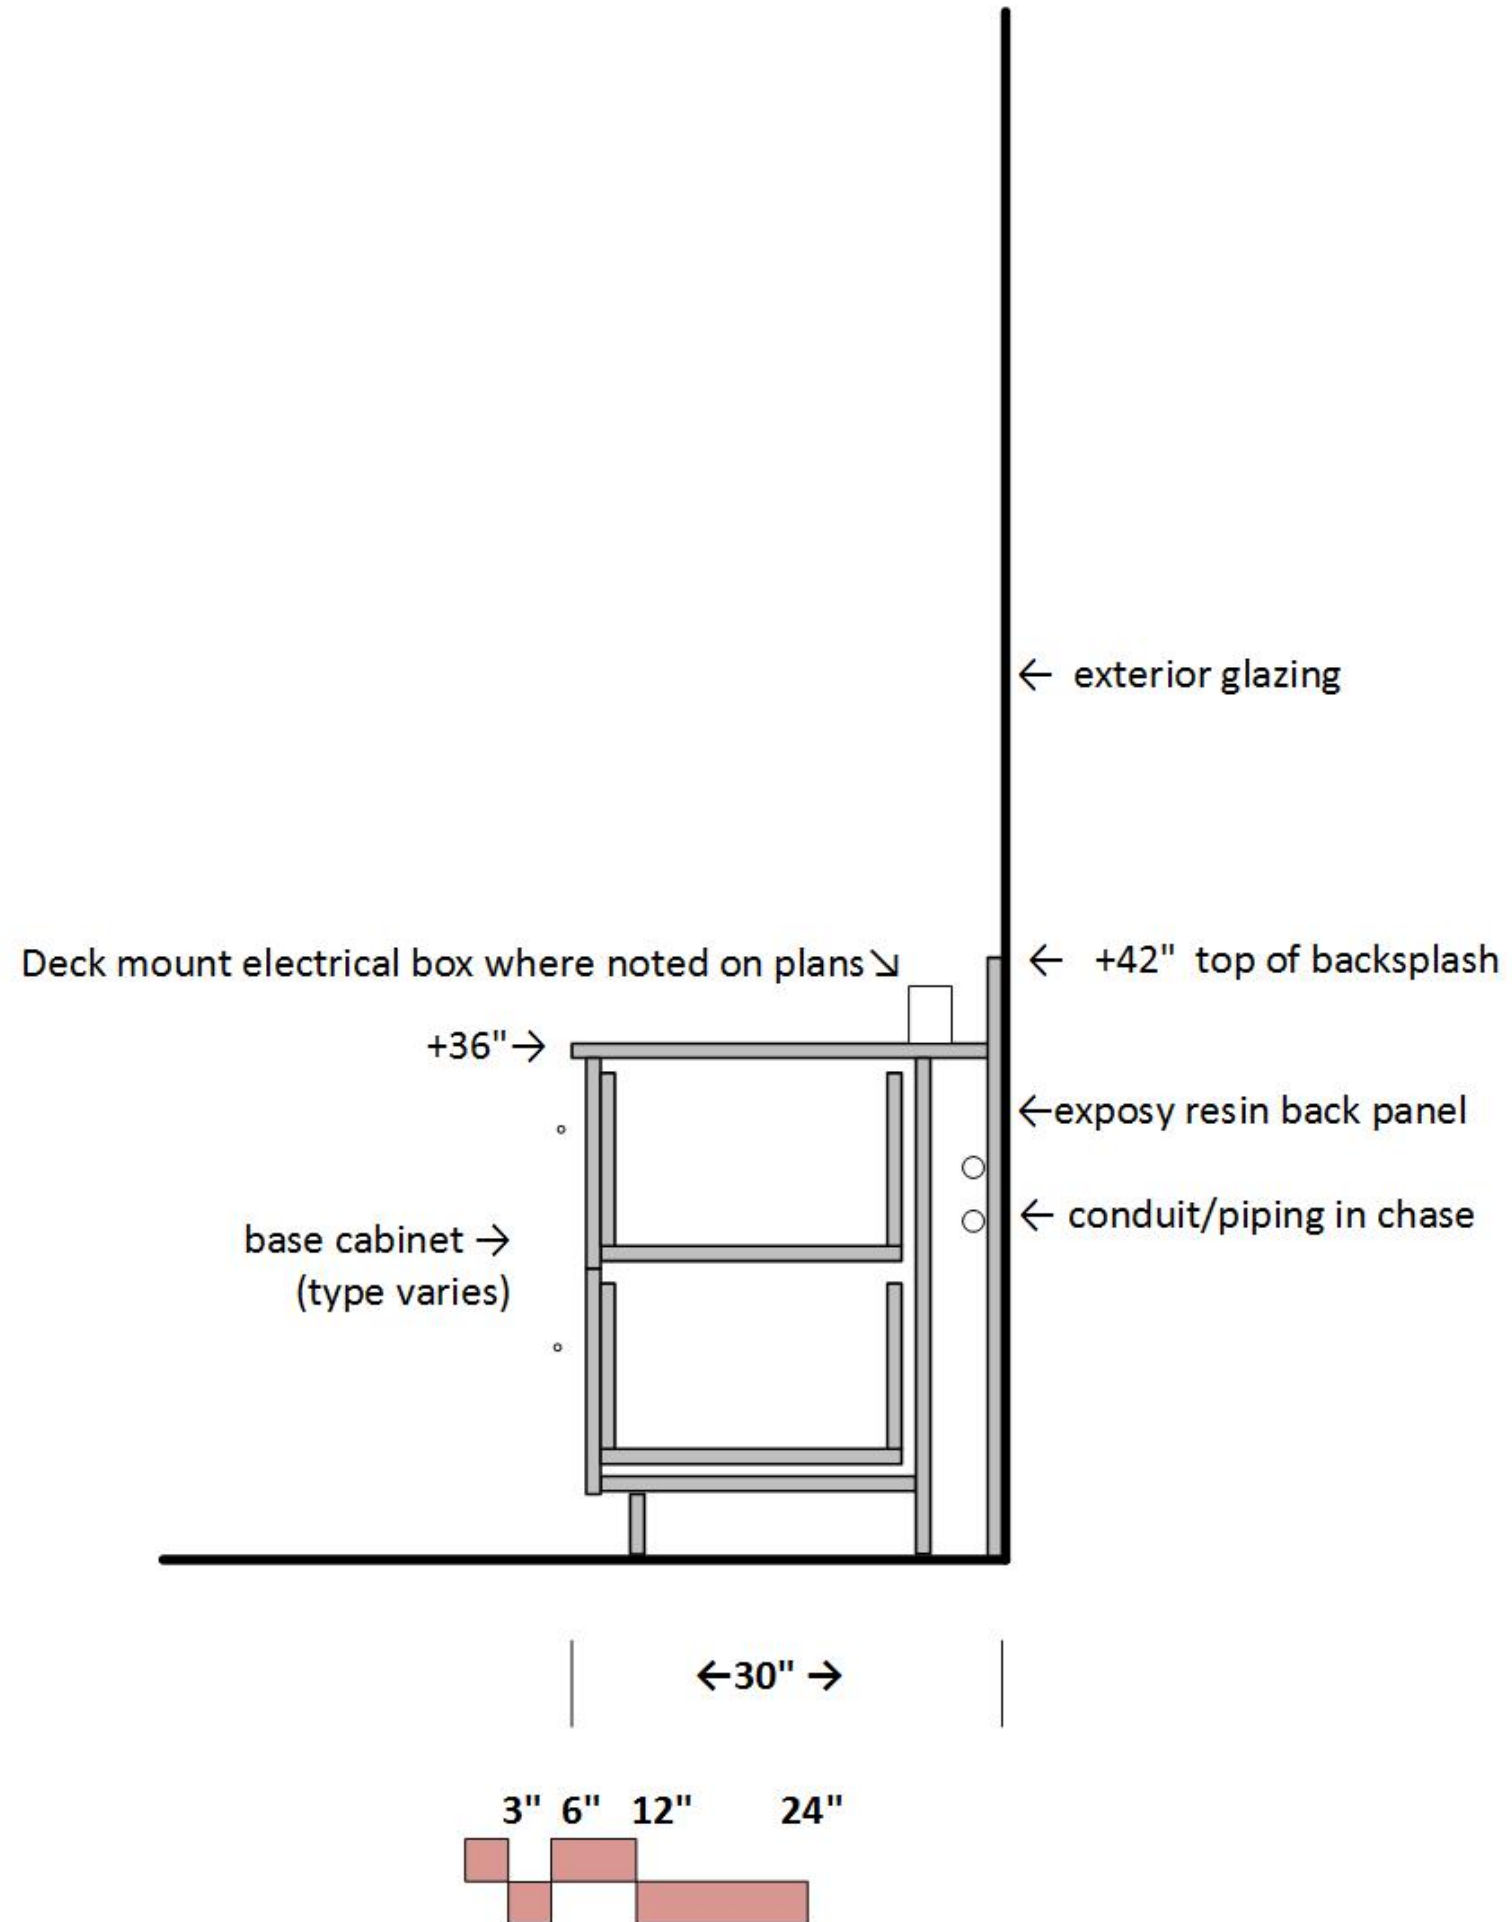 ← exterior glazing
Deck mount electrical box where noted on plans↘
← +42" top of backsplash
+36"→
←exposy resin back panel
← conduit/piping in chase
base cabinet →
(type varies)
←30" →
3" 6" 12" 24"